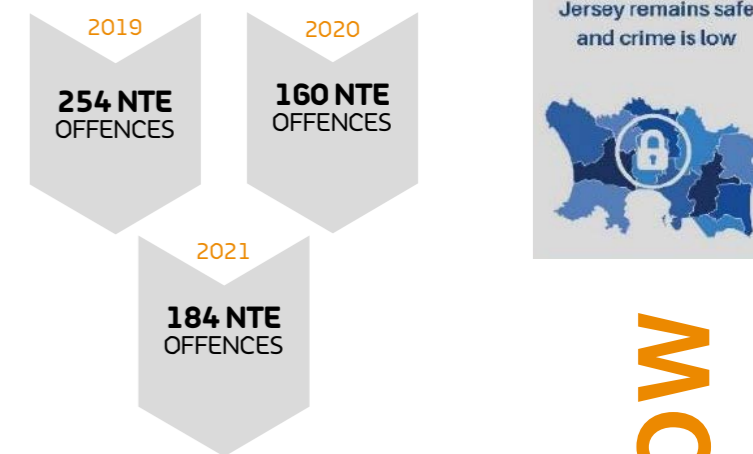 2019
254 NTE
OFFENCES
2020
160 NTE
OFFENCES
2021
184 NTE
OFFENCES
Jersey remains safe
and crime is low
OW